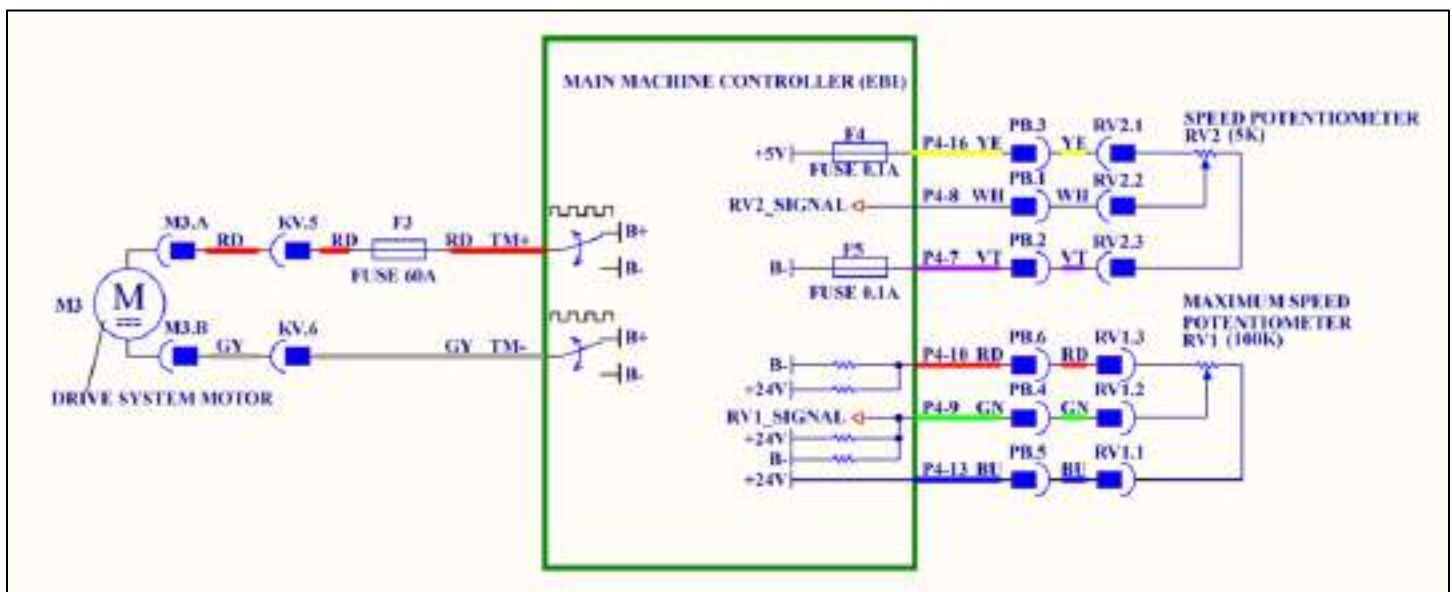 MAIN MACHINE CONTROLLER (EB1)
SPEED POTENTIOMETER
RV2 (5K)
+5V F4 P4-16 YE PB.3 YE RV2.1
FUSE 0.1A
RV2_SIGNAL P4-8 WH PB.1 WH RV2.2
B- F5 P4-7 VT PB.2 VT RV2.3
FUSE 0.1A
M3.A RD KV.5 RD F3 RD TM+ B+
FUSE 60A
B-
M3 M
M3.B GY KV.6 GY TM- B+
B-
DRIVE SYSTEM MOTOR
MAXIMUM SPEED
POTENTIOMETER
RV1 (100K)
B- P4-10 RD PB.6 RD RV1.3
+24V
RV1_SIGNAL P4-9 GN PB.4 GN RV1.2
+24V
B-
+24V P4-13 BU PB.5 BU RV1.1